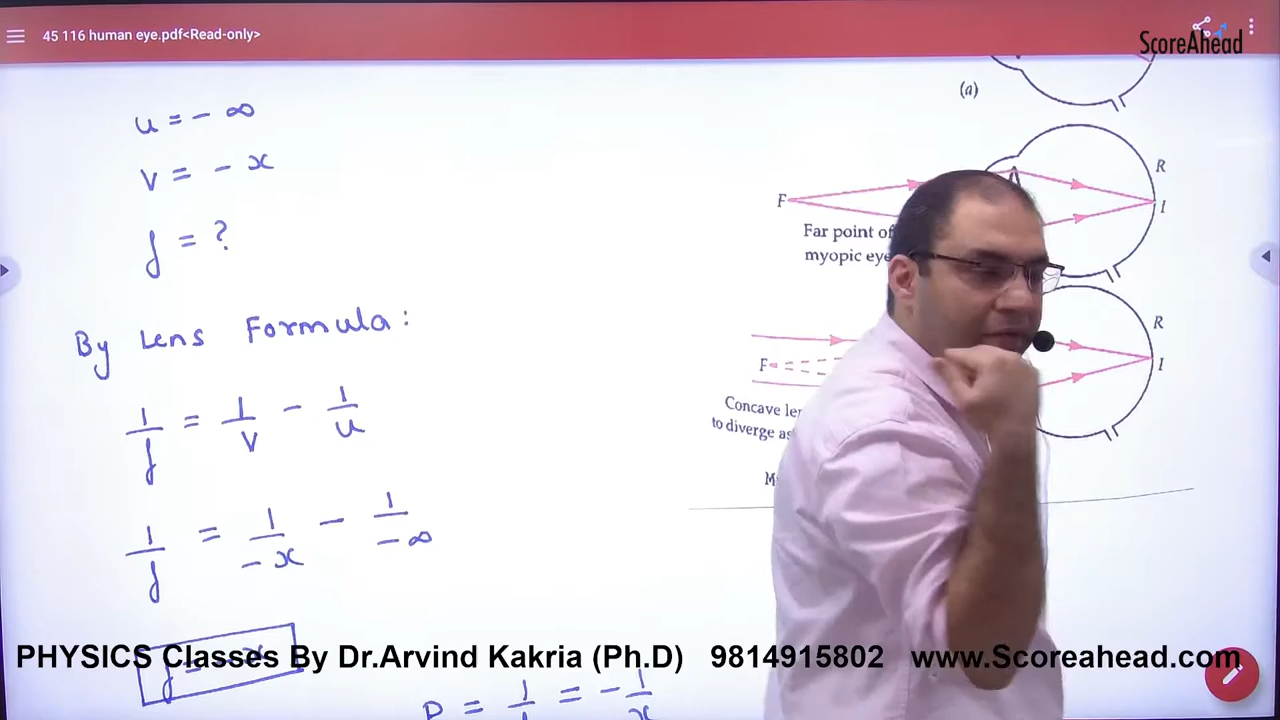 45 116 human eye.pdf<Read-only>
ScoreAhead
(a)
u = - ∞
v = - x
f = ?
R
F
I
Far point of
myopic eye
By Lens Formula:
R
F
I
Concave le
to diverge as
1/f = 1/v - 1/u
M
1/f = 1/-x - 1/-∞
f = - x
PHYSICS Classes By Dr.Arvind Kakria (Ph.D) 9814915802 www.Scoreahead.com